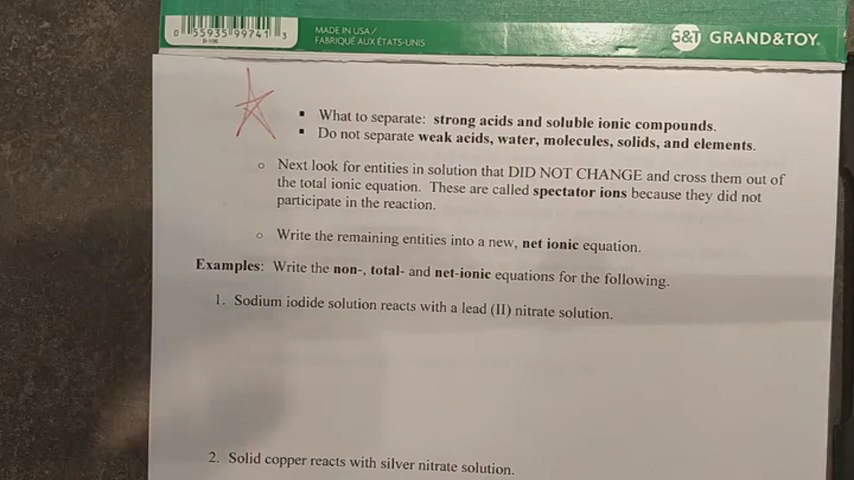 0 55935 99741 3
B-106
MADE IN USA /
FABRIQUÉ AUX ÉTATS-UNIS
G&T GRAND&TOY
▪ What to separate: strong acids and soluble ionic compounds.
▪ Do not separate weak acids, water, molecules, solids, and elements.
o Next look for entities in solution that DID NOT CHANGE and cross them out of
the total ionic equation. These are called spectator ions because they did not
participate in the reaction.
o Write the remaining entities into a new, net ionic equation.
Examples: Write the non-, total- and net-ionic equations for the following.
1. Sodium iodide solution reacts with a lead (II) nitrate solution.
2. Solid copper reacts with silver nitrate solution.